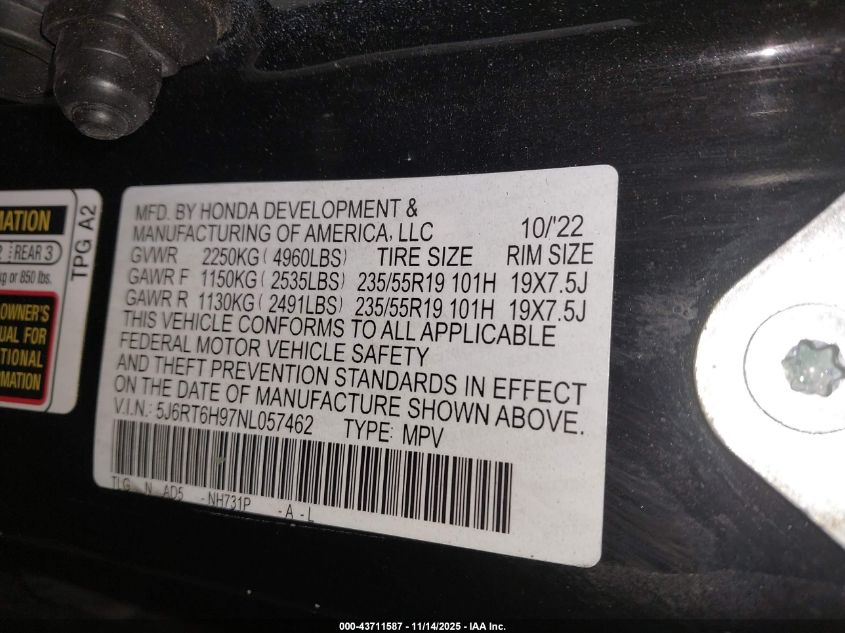 MATION
2 REAR 3
kg or 850 lbs.
OWNER'S
UAL FOR
TIONAL
RMATION
TPG A2
MFD. BY HONDA DEVELOPMENT &
MANUFACTURING OF AMERICA, LLC 10/'22
GVWR 2250KG ( 4960LBS) TIRE SIZE RIM SIZE
GAWR F 1150KG ( 2535LBS) 235/55R19 101H 19X7.5J
GAWR R 1130KG ( 2491LBS) 235/55R19 101H 19X7.5J
THIS VEHICLE CONFORMS TO ALL APPLICABLE
FEDERAL MOTOR VEHICLE SAFETY
AND THEFT PREVENTION STANDARDS IN EFFECT
ON THE DATE OF MANUFACTURE SHOWN ABOVE.
V.I.N.: 5J6RT6H97NL057462 TYPE: MPV
TLG - N AD5 - NH731P - A - L
000-43711587 - 11/14/2025 - IAA Inc.